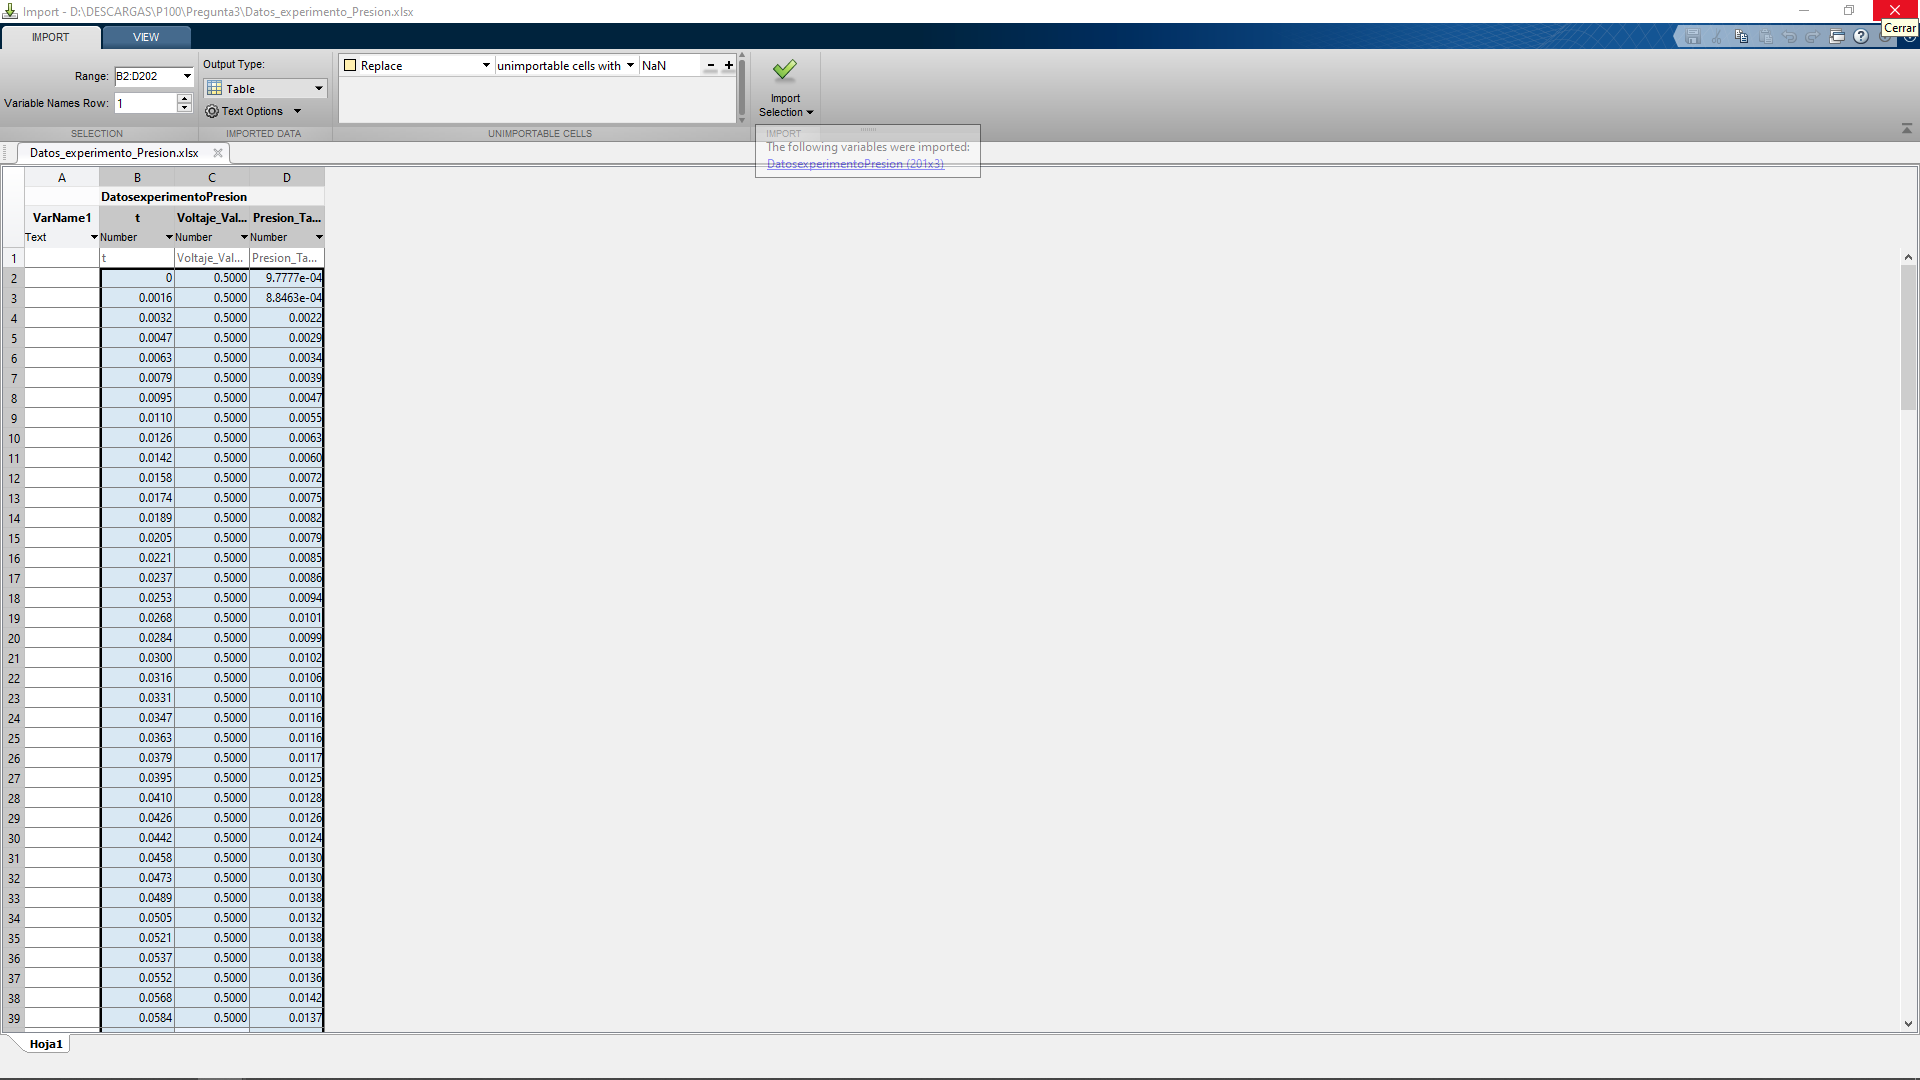 Import - D:\DESCARGAS\P100\Pregunta3\Datos_experimento_Presion.xlsx
Cerrar
IMPORT VIEW
Range: B2:D202
Variable Names Row: 1
SELECTION
Output Type:
Table
Text Options
IMPORTED DATA
Replace unimportable cells with NaN
UNIMPORTABLE CELLS
Import
Selection
IMPORT
The following variables were imported:
DatosexperimentoPresion (201x3)
Datos_experimento_Presion.xlsx
A B C D
DatosexperimentoPresion
VarName1 t Voltaje_Val... Presion_Ta...
Text Number Number Number
1 t Voltaje_Val... Presion_Ta...
2 0 0.5000 9.7777e-04
3 0.0016 0.5000 8.8463e-04
4 0.0032 0.5000 0.0022
5 0.0047 0.5000 0.0029
6 0.0063 0.5000 0.0034
7 0.0079 0.5000 0.0039
8 0.0095 0.5000 0.0047
9 0.0110 0.5000 0.0055
10 0.0126 0.5000 0.0063
11 0.0142 0.5000 0.0060
12 0.0158 0.5000 0.0072
13 0.0174 0.5000 0.0075
14 0.0189 0.5000 0.0082
15 0.0205 0.5000 0.0079
16 0.0221 0.5000 0.0085
17 0.0237 0.5000 0.0086
18 0.0253 0.5000 0.0094
19 0.0268 0.5000 0.0101
20 0.0284 0.5000 0.0099
21 0.0300 0.5000 0.0102
22 0.0316 0.5000 0.0106
23 0.0331 0.5000 0.0110
24 0.0347 0.5000 0.0116
25 0.0363 0.5000 0.0116
26 0.0379 0.5000 0.0117
27 0.0395 0.5000 0.0125
28 0.0410 0.5000 0.0128
29 0.0426 0.5000 0.0126
30 0.0442 0.5000 0.0124
31 0.0458 0.5000 0.0130
32 0.0473 0.5000 0.0130
33 0.0489 0.5000 0.0138
34 0.0505 0.5000 0.0132
35 0.0521 0.5000 0.0138
36 0.0537 0.5000 0.0138
37 0.0552 0.5000 0.0136
38 0.0568 0.5000 0.0142
39 0.0584 0.5000 0.0137
Hoja1